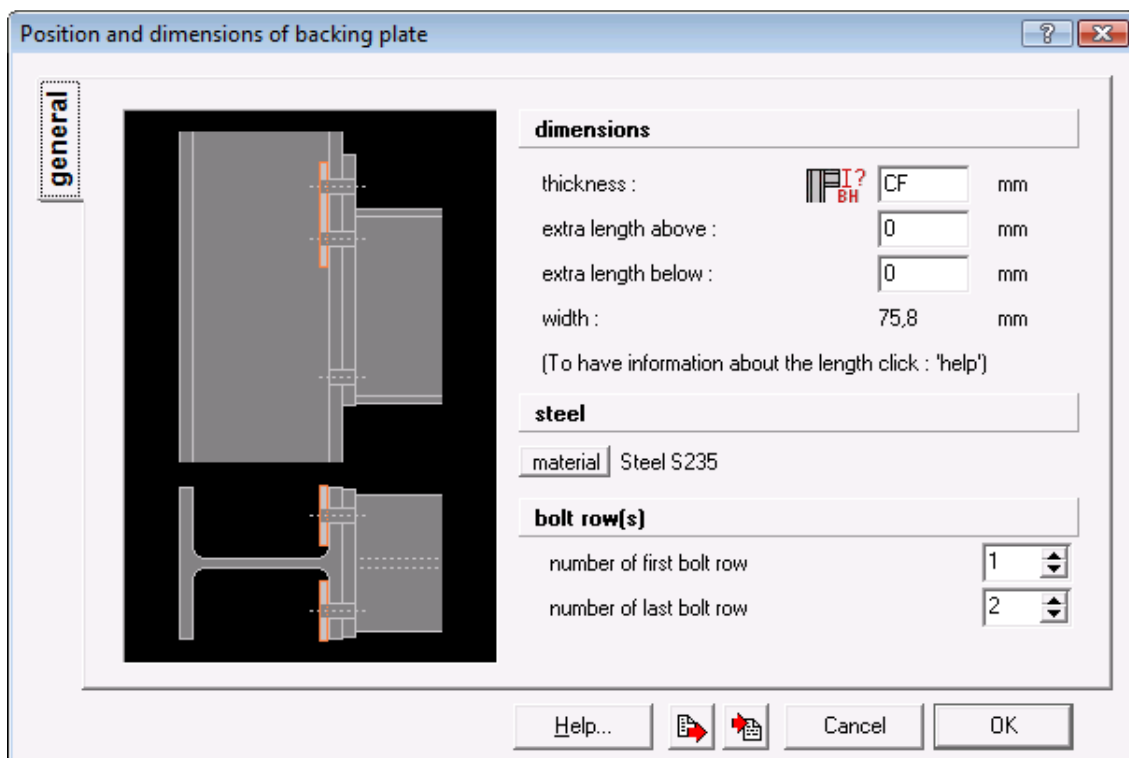 Position and dimensions of backing plate
general
dimensions
thickness : I? BH CF mm
extra length above : 0 mm
extra length below : 0 mm
width : 75,8 mm
(To have information about the length click : 'help')
steel
material Steel S235
bolt row(s)
number of first bolt row 1
number of last bolt row 2
Help... Cancel OK